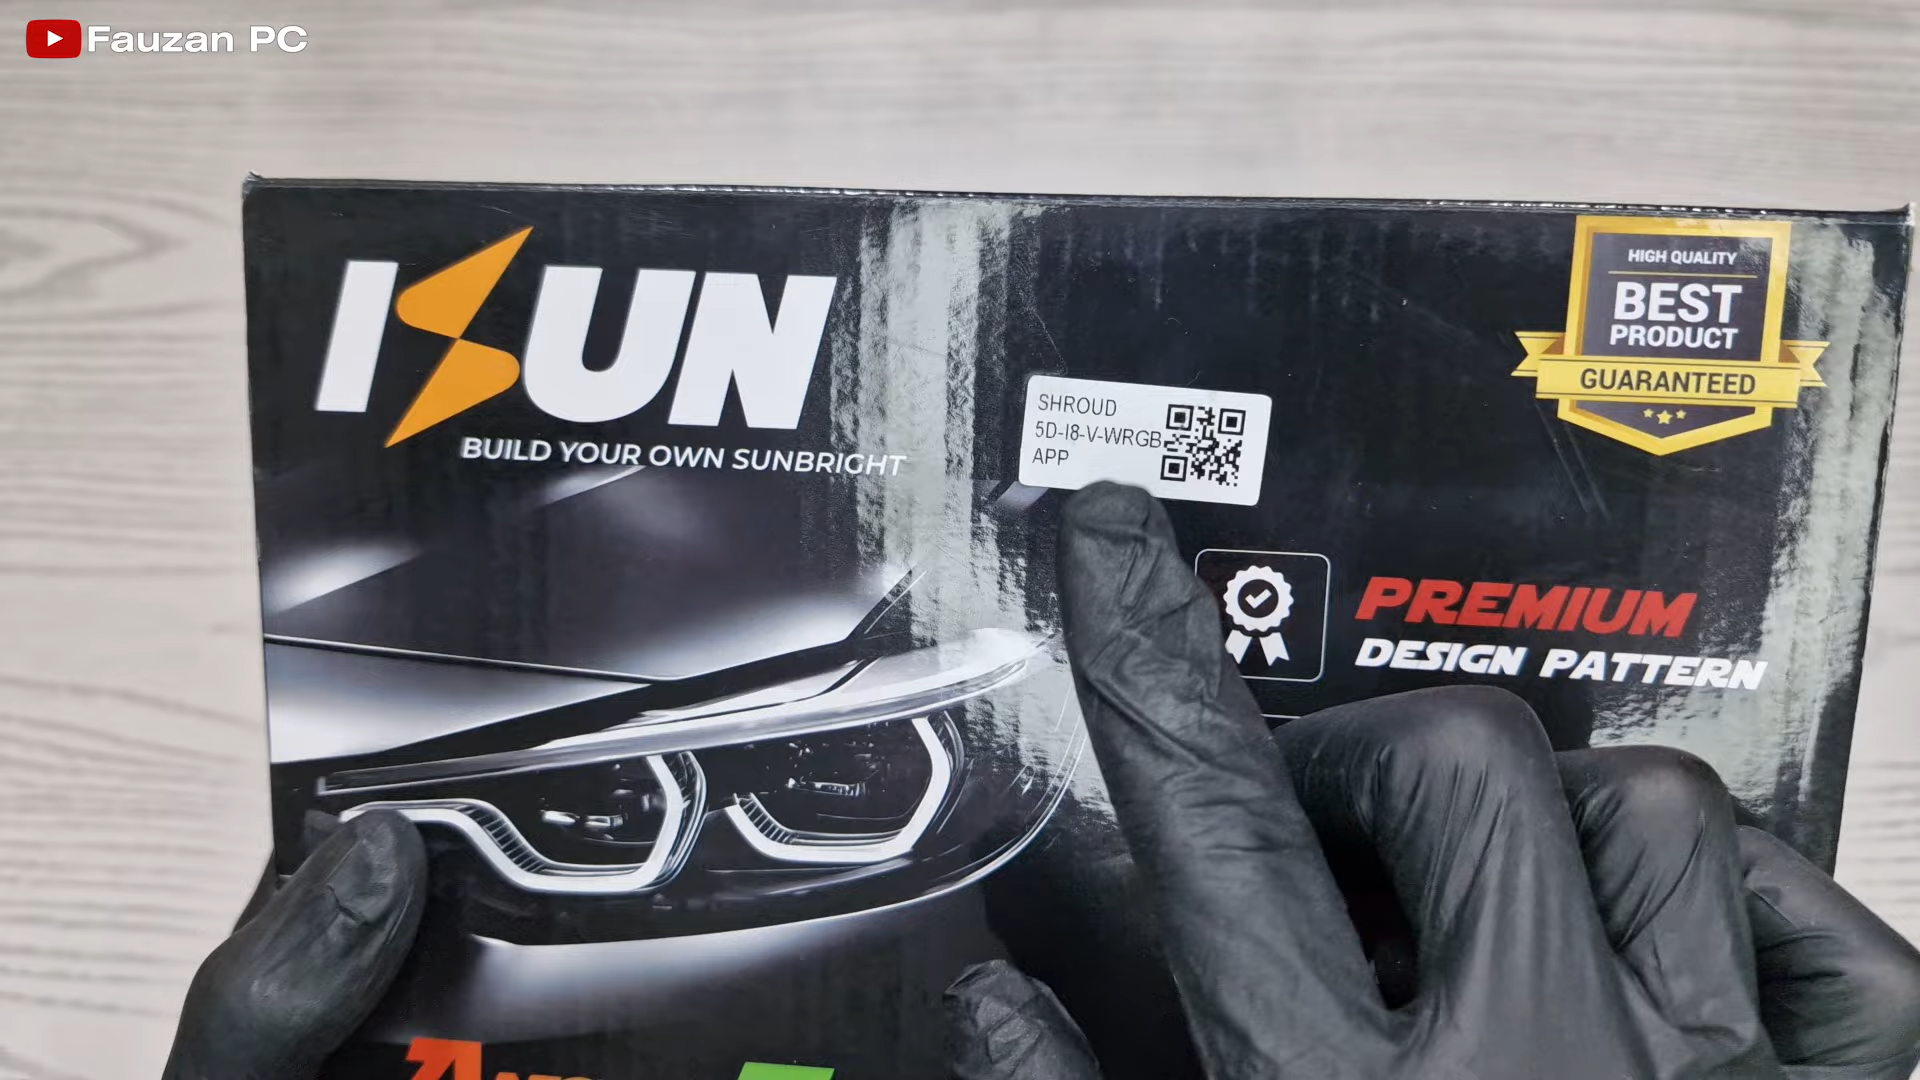 Fauzan PC
ISUN
BUILD YOUR OWN SUNBRIGHT
SHROUD
5D-I8-V-WRGB
APP
HIGH QUALITY
BEST
PRODUCT
GUARANTEED
PREMIUM
DESIGN PATTERN